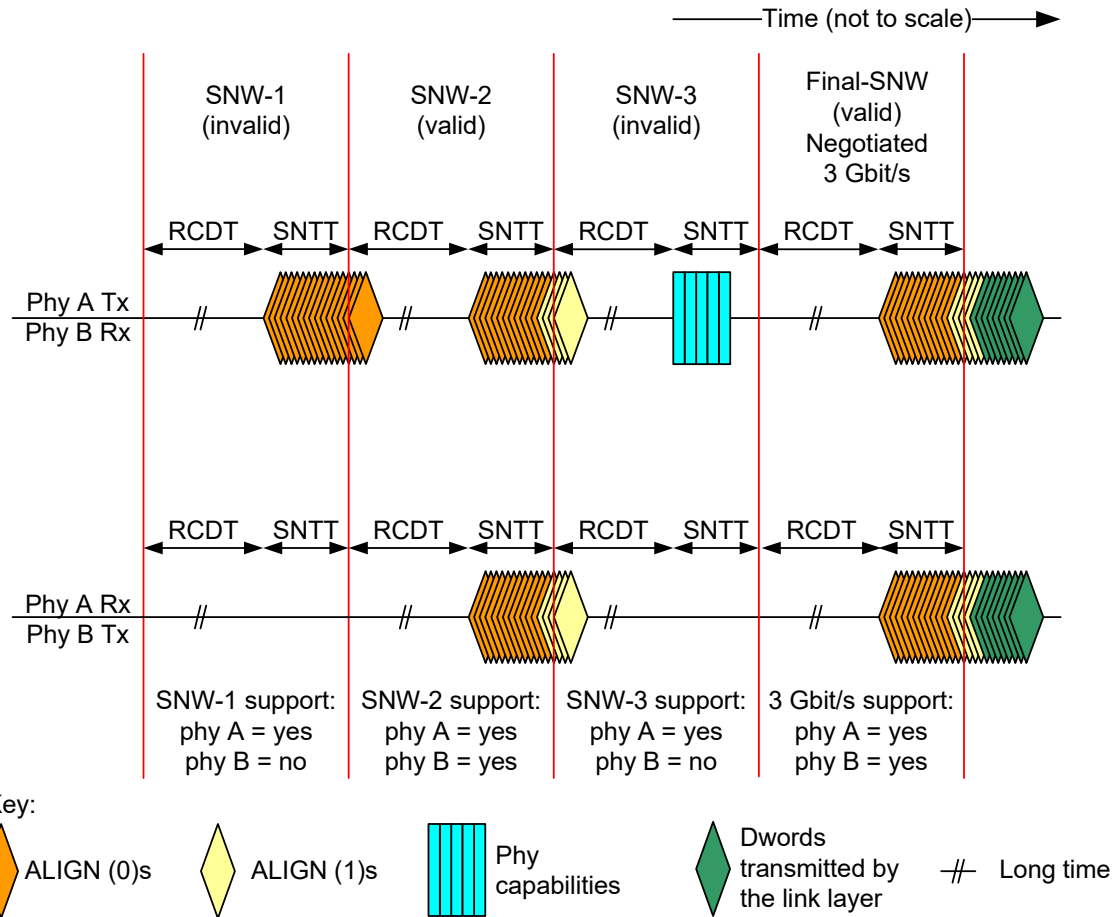 Time (not to scale)
SNW-1
(invalid)
SNW-2
(valid)
SNW-3
(invalid)
Final-SNW
(valid)
Negotiated
3 Gbit/s
RCDT SNTT RCDT SNTT RCDT SNTT RCDT SNTT
Phy A Tx
Phy B Rx
RCDT SNTT RCDT SNTT RCDT SNTT RCDT SNTT
Phy A Rx
Phy B Tx
SNW-1 support:
phy A = yes
phy B = no
SNW-2 support:
phy A = yes
phy B = yes
SNW-3 support:
phy A = yes
phy B = no
3 Gbit/s support:
phy A = yes
phy B = yes
Key:
ALIGN (0)s
ALIGN (1)s
Phy
capabilities
Dwords
transmitted by
the link layer
Long time